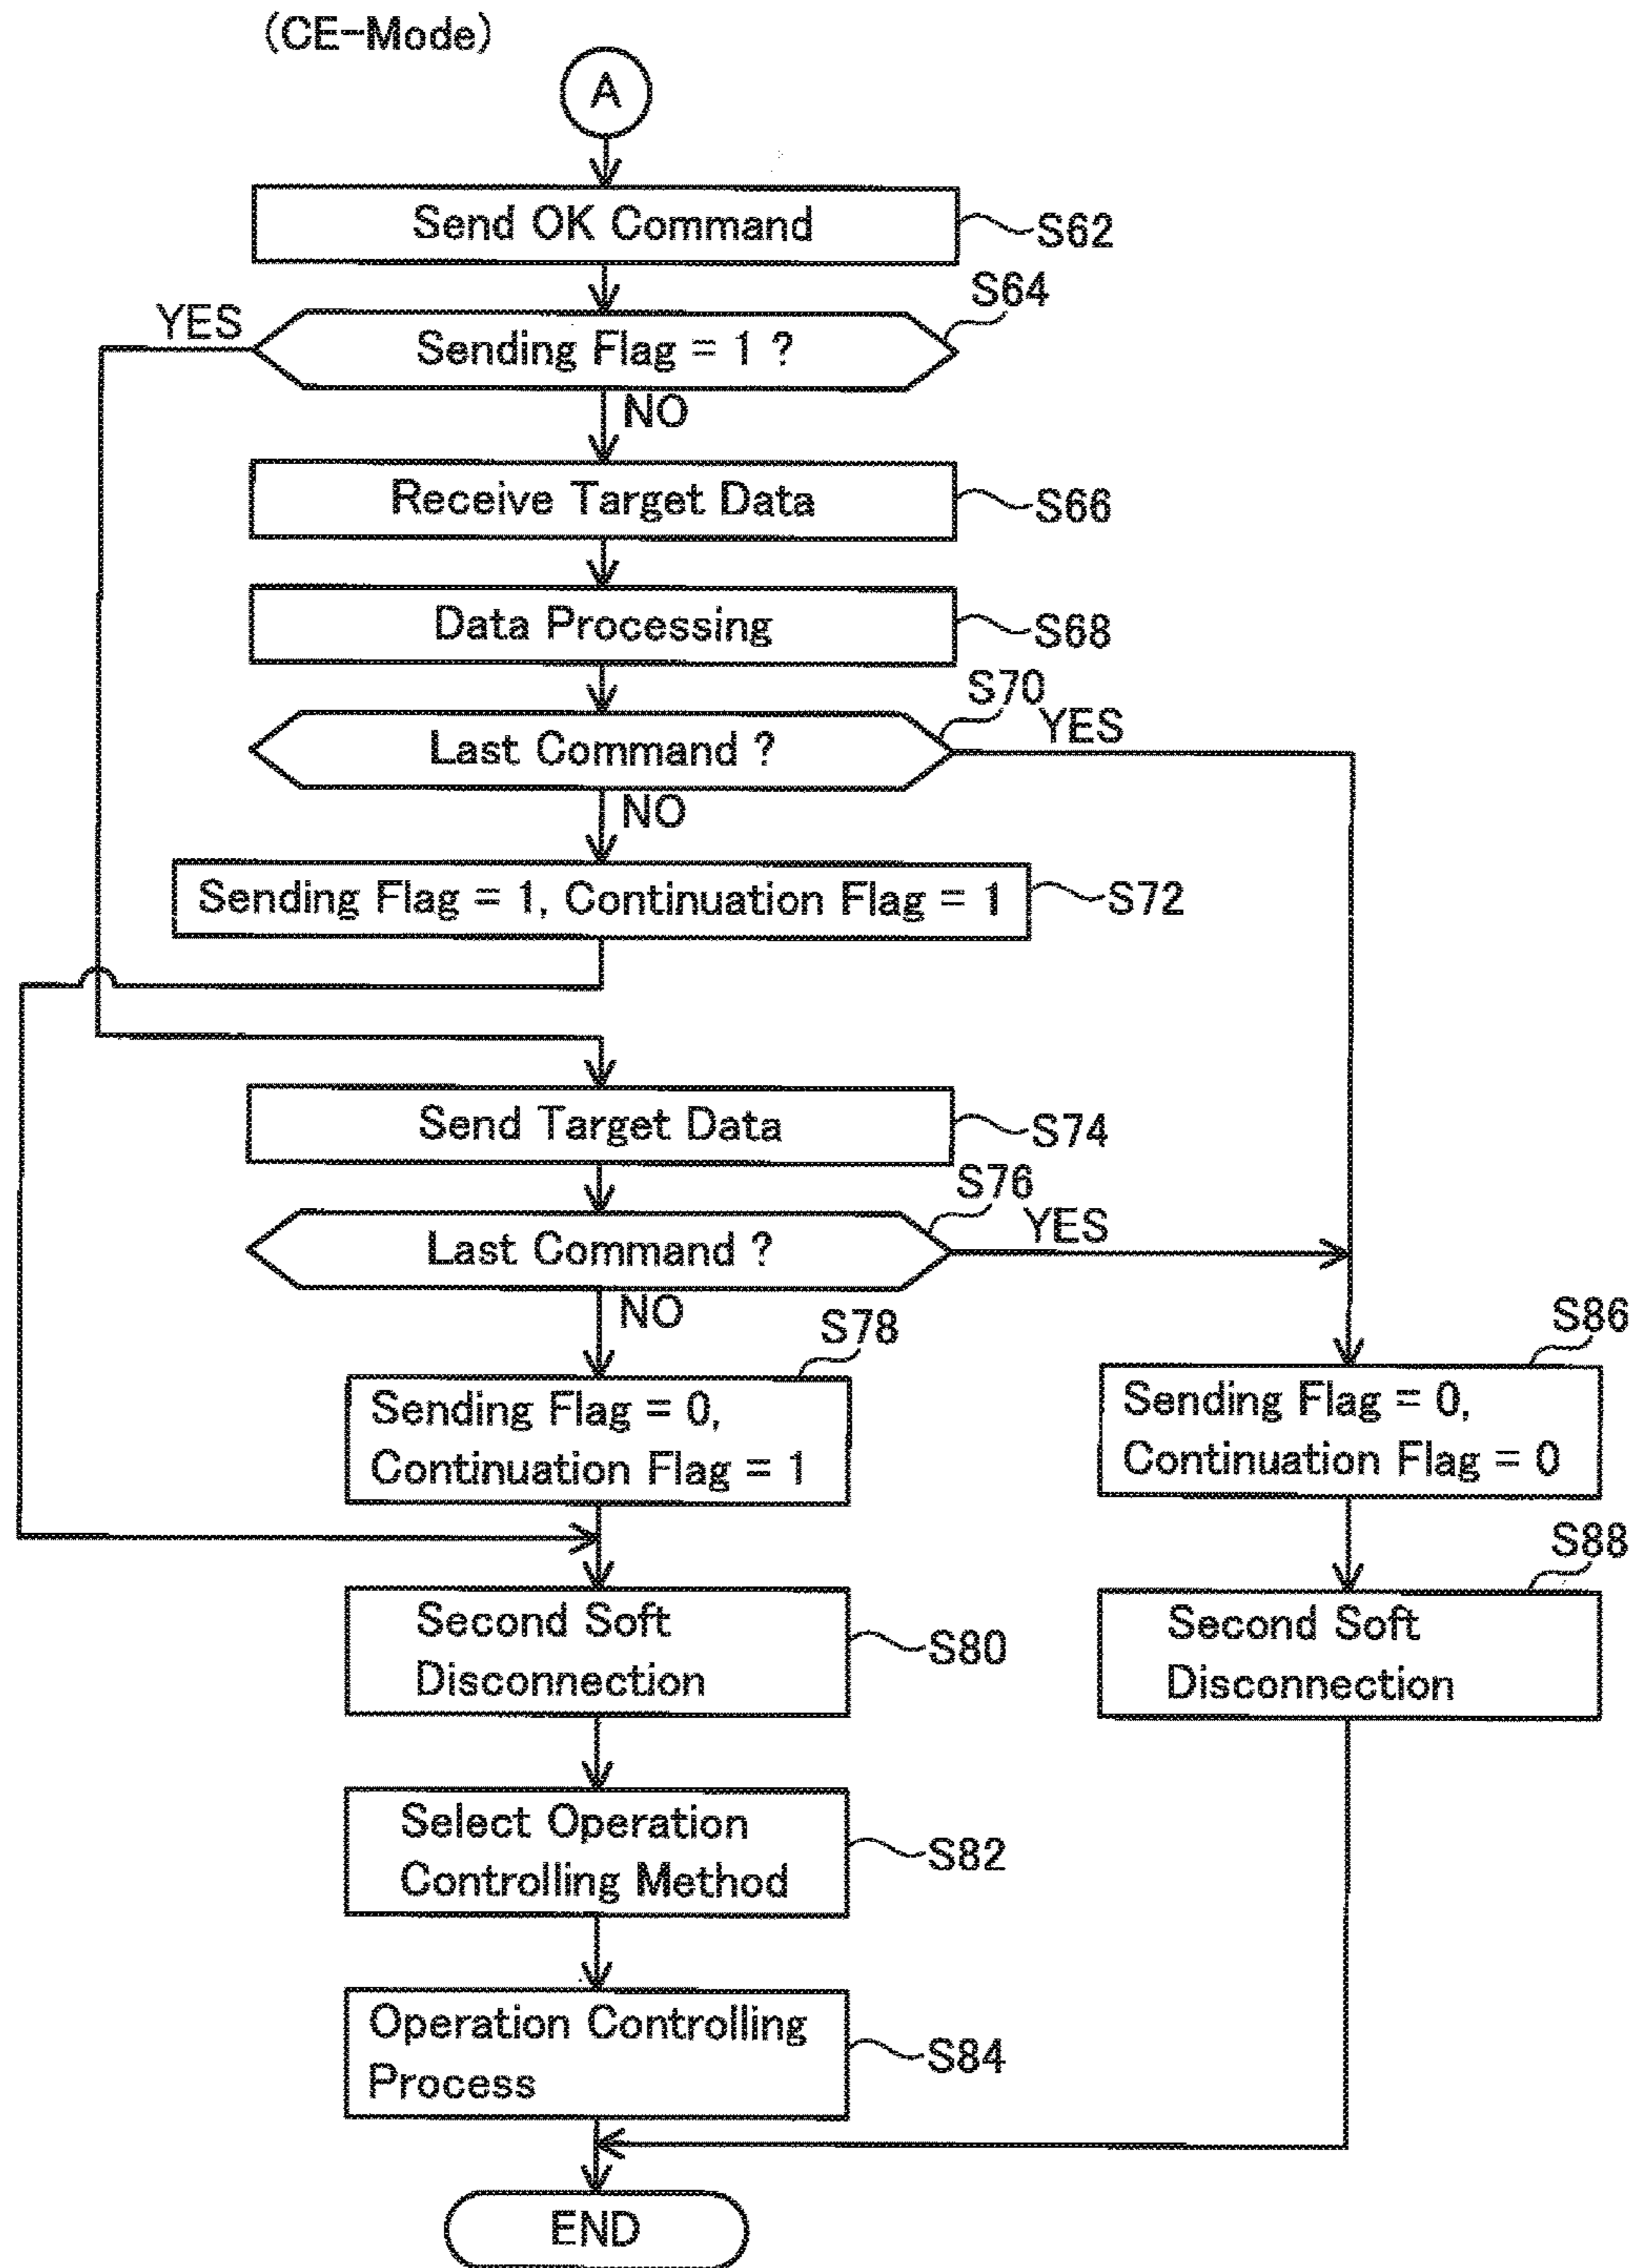 (CE-Mode)
A
Send OK Command
S62
S64
YES
Sending Flag = 1 ?
NO
Receive Target Data
S66
Data Processing
S68
S70
YES
Last Command ?
NO
Sending Flag = 1, Continuation Flag = 1
S72
Send Target Data
S74
S76
YES
Last Command ?
NO
S78
Sending Flag = 0,
Continuation Flag = 1
S86
Sending Flag = 0,
Continuation Flag = 0
Second Soft
Disconnection
S80
S88
Second Soft
Disconnection
Select Operation
Controlling Method
S82
Operation Controlling
Process
S84
END